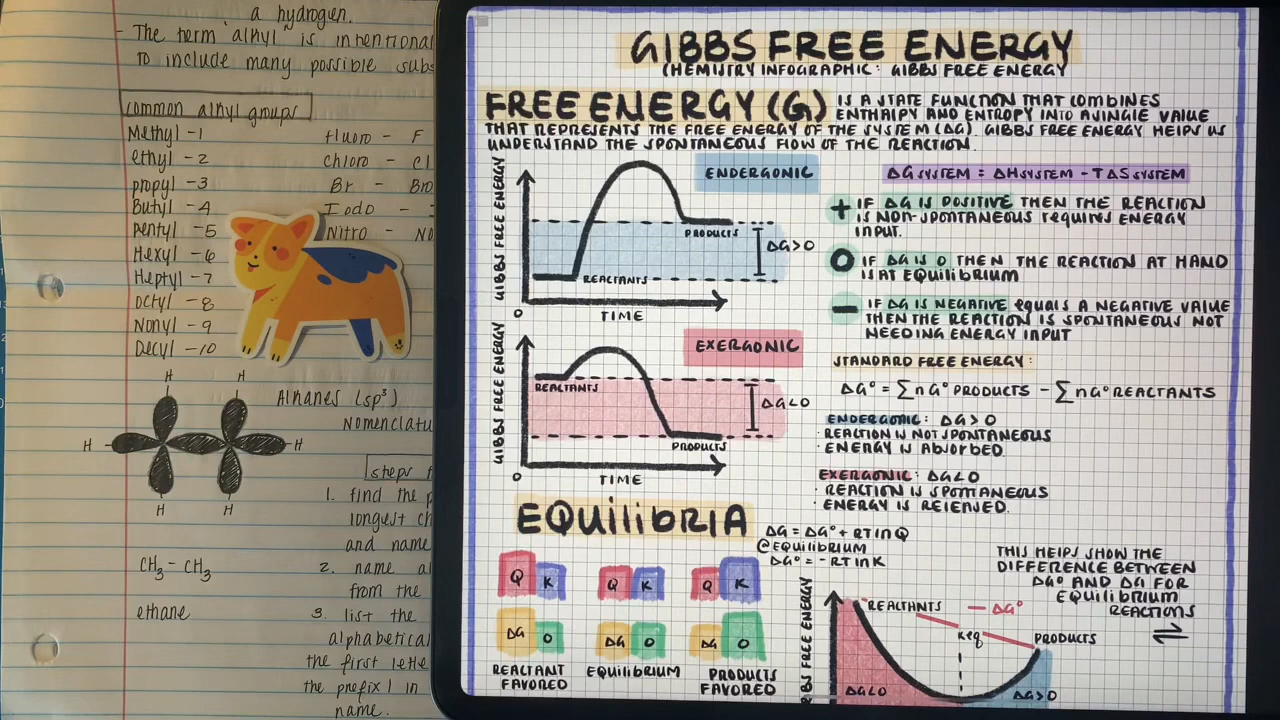 a hydrogen.
- The term "alkyl" is intentional
to include many possible subs
common alkyl groups
Methyl - 1
ethyl - 2
propyl - 3
Butyl - 4
Pentyl - 5
Hexyl - 6
Heptyl - 7
Octyl - 8
Nonyl - 9
Decyl - 10
Fluoro - F
Chloro - Cl
Br - Bro
Iodo -
Nitro - NO
H H
H H
H H
Alkanes (sp³)
Nomenclatu
steps f
1. find the p
longest ch
and name
2. name al
from the
3. list the
alphabetical
the first lette
the prefix) in
name.
CH₃ - CH₃
ethane
GIBBS FREE ENERGY
CHEMISTRY INFOGRAPHIC: GIBBS FREE ENERGY
FREE ENERGY (G) IS A STATE FUNCTION THAT COMBINES
ENTHALPY AND ENTROPY INTO A SINGLE VALUE
THAT REPRESENTS THE FREE ENERGY OF THE SYSTEM (ΔG). GIBBS FREE ENERGY HELPS US
UNDERSTAND THE SPONTANEOUS FLOW OF THE REACTION.
GIBBS FREE ENERGY
ENDERGONIC
PRODUCTS
ΔG>0
REACTANTS
0
TIME
GIBBS FREE ENERGY
EXERGONIC
REACTANTS
ΔG<0
PRODUCTS
0
TIME
ΔG SYSTEM = ΔH SYSTEM - TΔS SYSTEM
+ IF ΔG IS POSITIVE THEN THE REACTION
IS NON-SPONTANEOUS requires ENERGY
INPUT.
O IF ΔG IS 0 THEN THE REACTION AT HAND
IS AT EQUILIBRIUM
- IF ΔG IS NEGATIVE equals A NEGATIVE VALUE
THEN THE REACTION IS SPONTANEOUS NOT
NEEDING ENERGY INPUT
STANDARD FREE ENERGY:
ΔG° = ∑nG° PRODUCTS - ∑nG° REACTANTS
ENDERGONIC: ΔG>0
· REACTION IS NOT SPONTANEOUS
· ENERGY IS ABSORBED.
EXERGONIC: ΔG<0
· REACTION IS SPONTANEOUS
· ENERGY IS RELEASED.
EQUILIBRIA
ΔG = ΔG° + RT ln Q
@EQUILIBRIUM
ΔG° = -RT ln K
Q K Q K Q K
ΔG O ΔG O ΔG O
REACTANT
FAVORED
EQUILIBRIUM
PRODUCTS
FAVORED
THIS HELPS SHOW THE
DIFFERENCE BETWEEN
ΔG° AND ΔG FOR
EQUILIBRIUM
REACTIONS
BBS FREE ENERGY
REACTANTS
— ΔG°
Keq
PRODUCTS
ΔG<0
ΔG>0